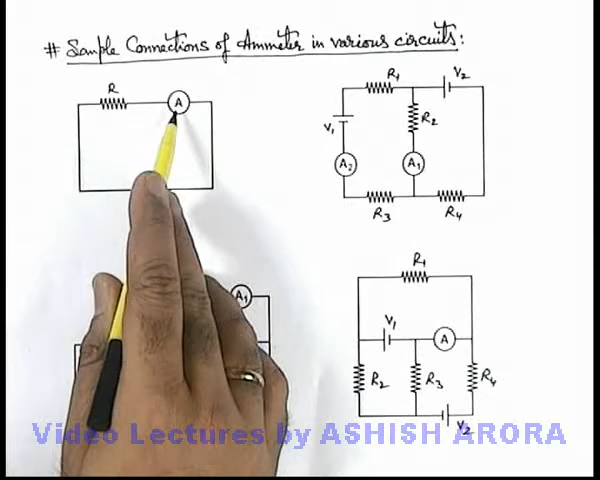 # Sample Connections of Ammeter in various circuits:
R
A
R1
V2
V1
R2
A2
A1
R3
R4
A1
R1
V1
A
R2
R3
R4
V2
Video Lectures by ASHISH ARORA